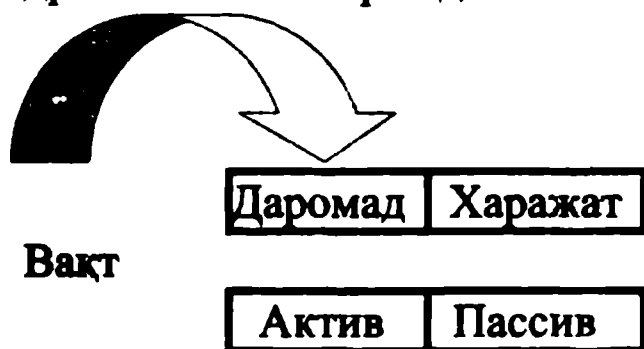 Даромад Харажат
Вақт
Актив Пассив